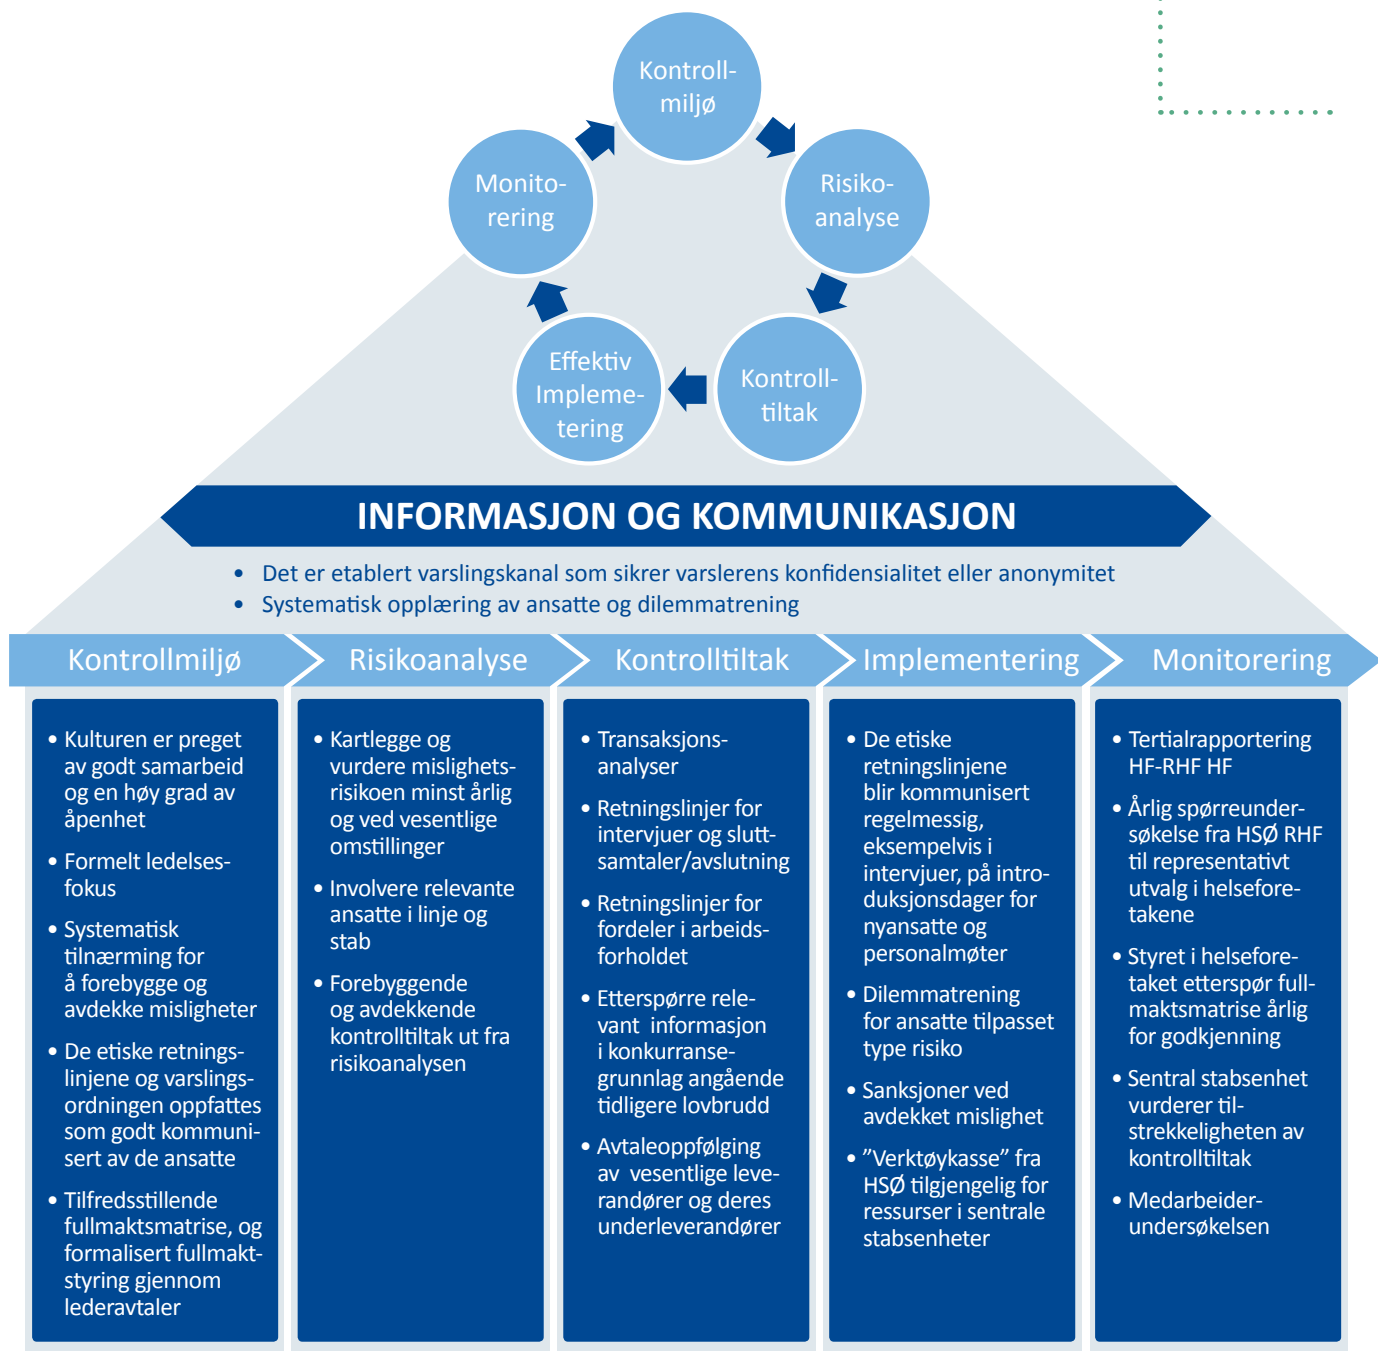 Kontroll-
miljø
Monito-
rering
Risiko-
analyse
Effektiv
Impleme-
tering
Kontroll-
tiltak
INFORMASJON OG KOMMUNIKASJON
• Det er etablert varslingskanal som sikrer varslerens konfidensialitet eller anonymitet
• Systematisk opplæring av ansatte og dilemmatrening
Kontrollmiljø
• Kulturen er preget
av godt samarbeid
og en høy grad av
åpenhet
• Formelt ledelses-
fokus
• Systematisk
tilnærming for
å forebygge og
avdekke misligheter
• De etiske retnings-
linjene og varslings-
ordningen oppfattes
som godt kommuni-
sert av de ansatte
• Tilfredsstillende
fullmaktsmatrise, og
formalisert fullmakt-
styring gjennom
lederavtaler
Risikoanalyse
• Kartlegge og
vurdere mislighets-
risikoen minst årlig
og ved vesentlige
omstillinger
• Involvere relevante
ansatte i linje og
stab
• Forebyggende
og avdekkende
kontrolltiltak ut fra
risikoanalysen
Kontrolltiltak
• Transaksjons-
analyser
• Retningslinjer for
intervjuer og slutt-
samtaler/avslutning
• Retningslinjer for
fordeler i arbeids-
forholdet
• Etterspørre rele-
vant informasjon
i konkurranse-
grunnlag angående
tidligere lovbrudd
• Avtaleoppfølging
av vesentlige leve-
randører og deres
underleverandører
Implementering
• De etiske
retningslinjene
blir kommunisert
regelmessig,
eksempelvis i
intervjuer, på intro-
duksjonsdager for
nyansatte og
personalmøter
• Dilemmatrening
for ansatte tilpasset
type risiko
• Sanksjoner ved
avdekket mislighet
• ”Verktøykasse” fra
HSØ tilgjengelig for
ressurser i sentrale
stabsenheter
Monitorering
• Tertialrapportering
HF-RHF HF
• Årlig spørreunder-
søkelse fra HSØ RHF
til representativt
utvalg i helsefore-
takene
• Styret i helsefore-
taket etterspør full-
maktsmatrise årlig
for godkjenning
• Sentral stabsenhet
vurderer til-
strekkeligheten av
kontrolltiltak
• Medarbeider-
undersøkelsen